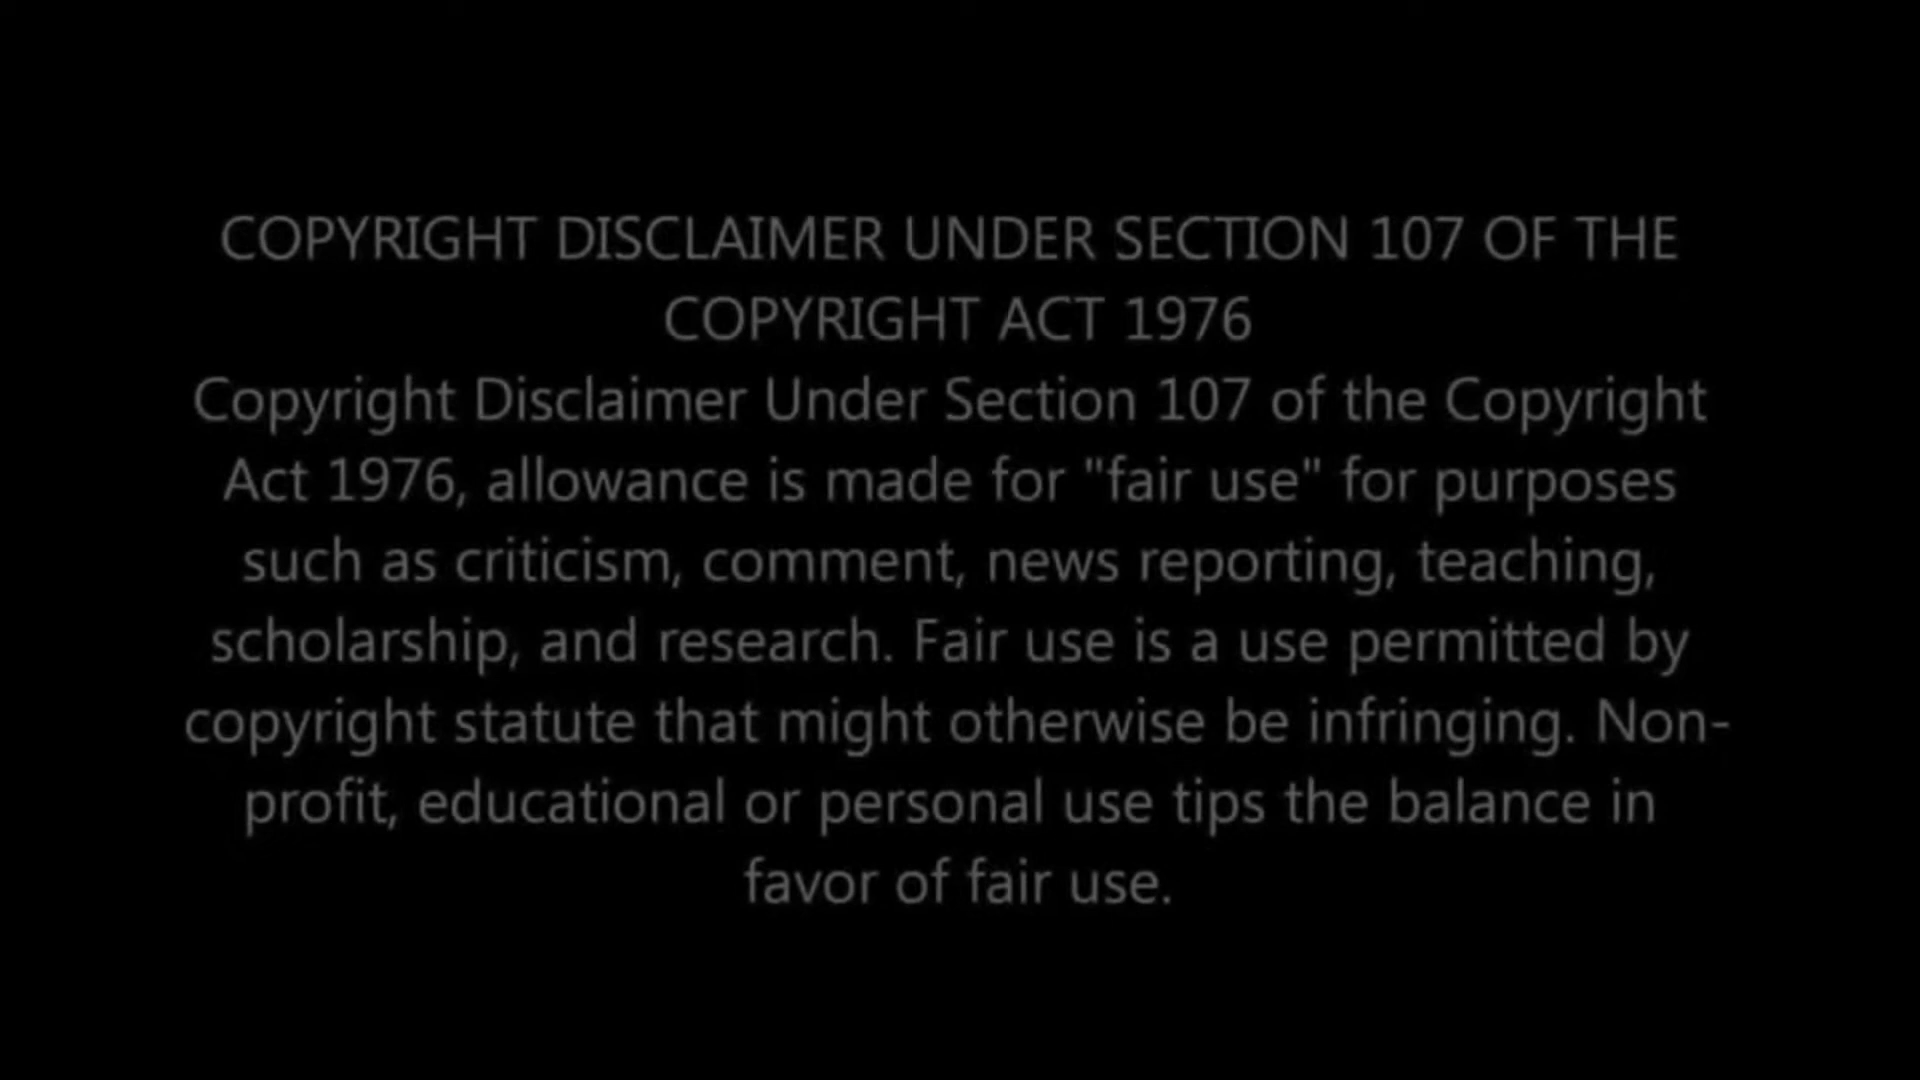 COPYRIGHT DISCLAIMER UNDER SECTION 107 OF THE
COPYRIGHT ACT 1976
Copyright Disclaimer Under Section 107 of the Copyright
Act 1976, allowance is made for "fair use" for purposes
such as criticism, comment, news reporting, teaching,
scholarship, and research. Fair use is a use permitted by
copyright statute that might otherwise be infringing. Non-
profit, educational or personal use tips the balance in
favor of fair use.